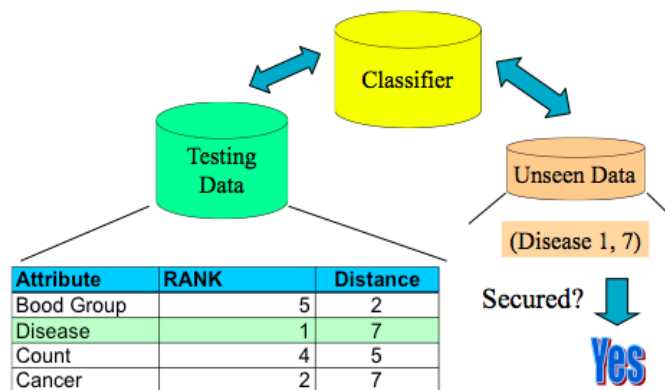 Classifier
Testing
Data
Unseen Data
(Disease 1, 7)
Attribute RANK Distance
Bood Group 5 2
Disease 1 7
Count 4 5
Cancer 2 7
Secured?
Yes